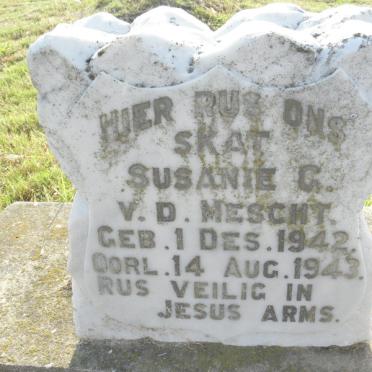 HIER RUS ONS
SKAT
SUSANIE C.
V.D. MESCHT.
GEB. 1 DES. 1942.
OORL. 14 AUG. 1943.
RUS VEILIG IN
JESUS ARMS.